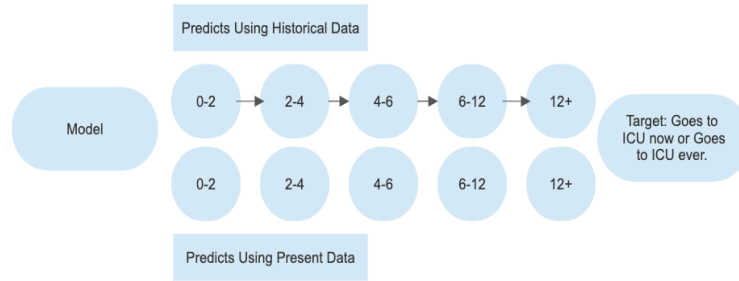 Predicts Using Historical Data
0-2
2-4
4-6
6-12
12+
Model
Target: Goes to
ICU now or Goes
to ICU ever.
0-2
2-4
4-6
6-12
12+
Predicts Using Present Data